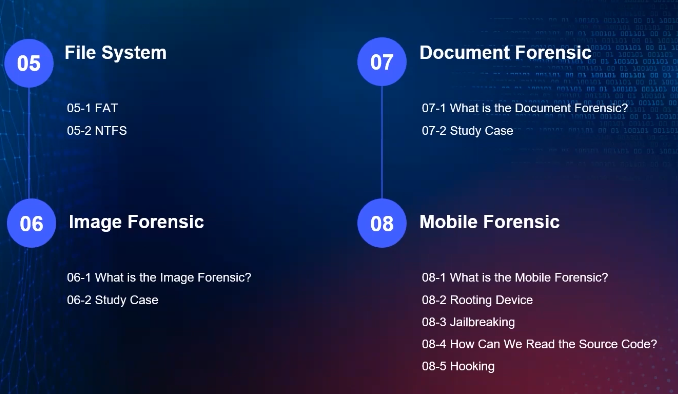 05
File System
05-1 FAT
05-2 NTFS
06
Image Forensic
06-1 What is the Image Forensic?
06-2 Study Case
07
Document Forensic
07-1 What is the Document Forensic?
07-2 Study Case
08
Mobile Forensic
08-1 What is the Mobile Forensic?
08-2 Rooting Device
08-3 Jailbreaking
08-4 How Can We Read the Source Code?
08-5 Hooking